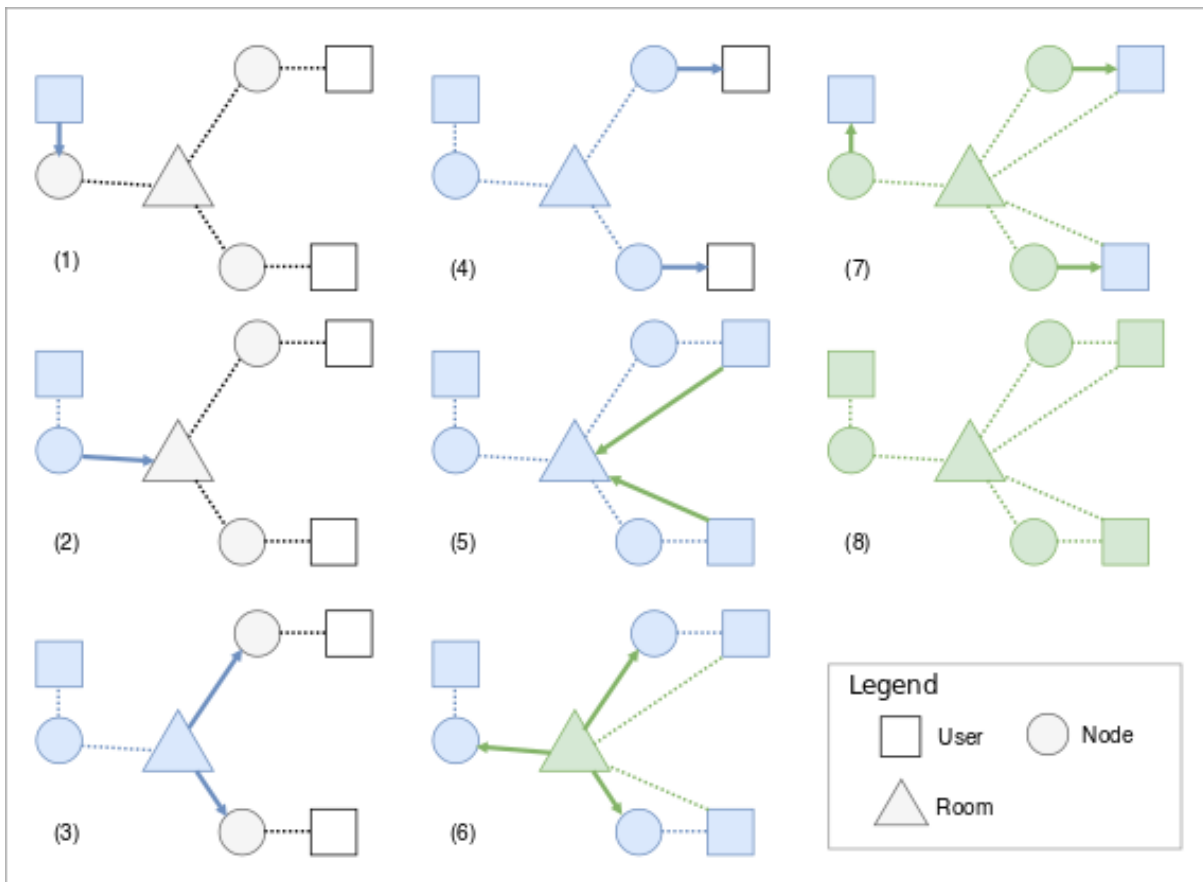 (1)
(4)
(7)
(2)
(5)
(8)
(3)
(6)
Legend
User
Node
Room